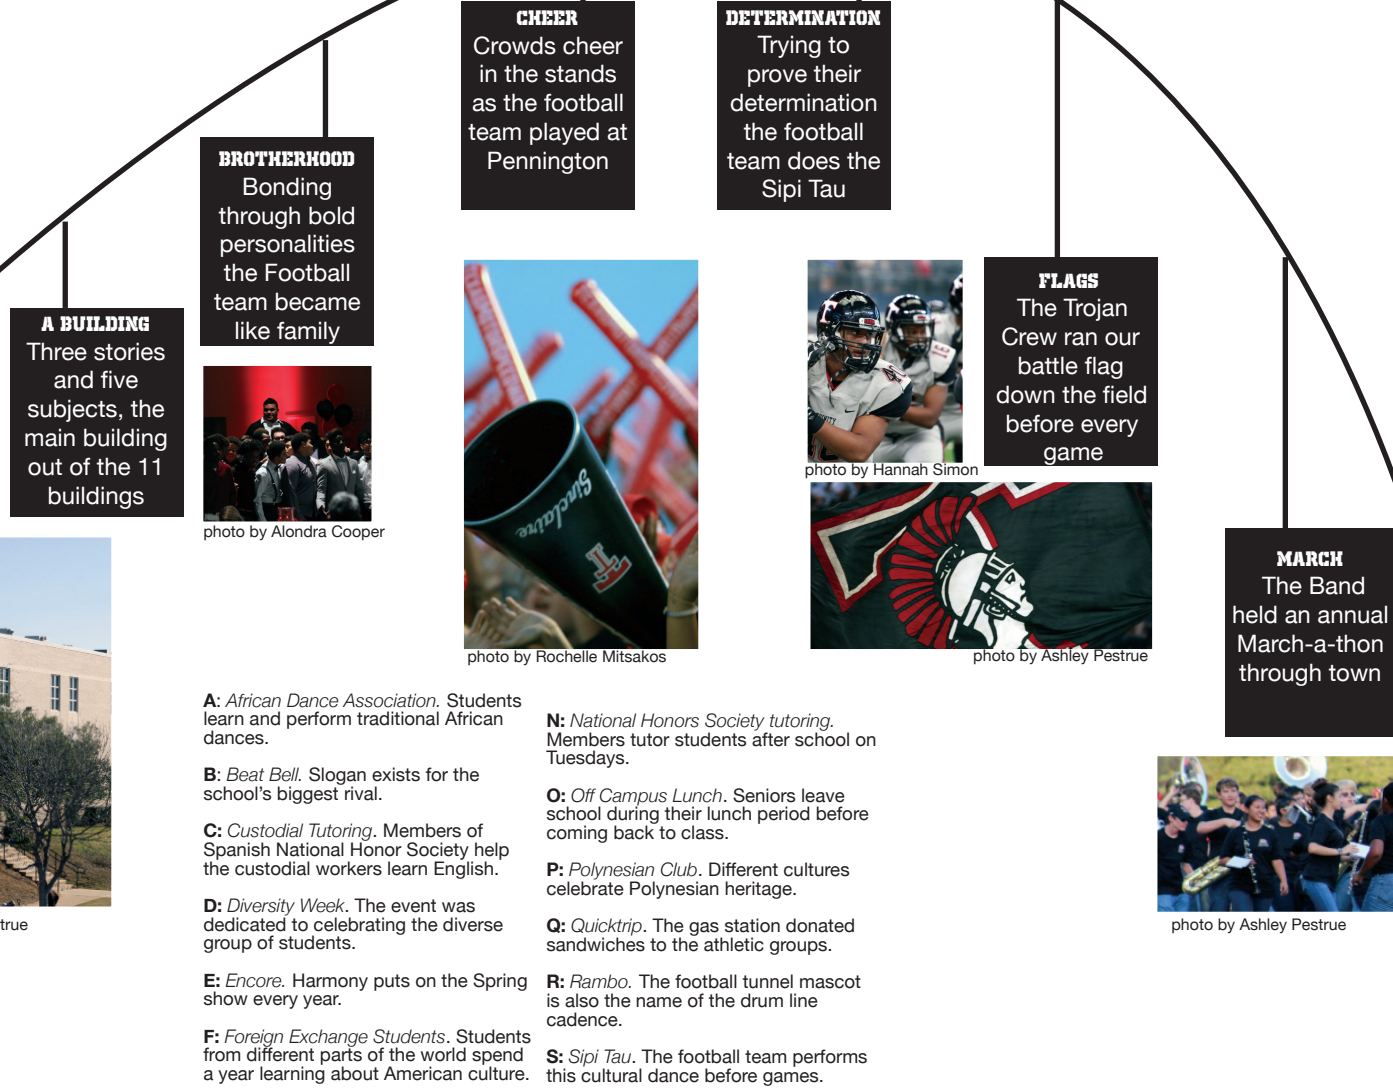 CHEER
Crowds cheer
in the stands
as the football
team played at
Pennington
DETERMINATION
Trying to
prove their
determination
the football
team does the
Sipi Tau
BROTHERHOOD
Bonding
through bold
personalities
the Football
team became
like family
A BUILDING
Three stories
and five
subjects, the
main building
out of the 11
buildings
FLAGS
The Trojan
Crew ran our
battle flag
down the field
before every
game
MARCH
The Band
held an annual
March-a-thon
through town
photo by Alondra Cooper
Sinclaire
T
photo by Rochelle Mitsakos
photo by Hannah Simon
photo by Ashley Pestrue
true
photo by Ashley Pestrue
A: African Dance Association. Students
learn and perform traditional African
dances.
B: Beat Bell. Slogan exists for the
school's biggest rival.
C: Custodial Tutoring. Members of
Spanish National Honor Society help
the custodial workers learn English.
D: Diversity Week. The event was
dedicated to celebrating the diverse
group of students.
E: Encore. Harmony puts on the Spring
show every year.
F: Foreign Exchange Students. Students
from different parts of the world spend
a year learning about American culture.
N: National Honors Society tutoring.
Members tutor students after school on
Tuesdays.
O: Off Campus Lunch. Seniors leave
school during their lunch period before
coming back to class.
P: Polynesian Club. Different cultures
celebrate Polynesian heritage.
Q: Quicktrip. The gas station donated
sandwiches to the athletic groups.
R: Rambo. The football tunnel mascot
is also the name of the drum line
cadence.
S: Sipi Tau. The football team performs
this cultural dance before games.